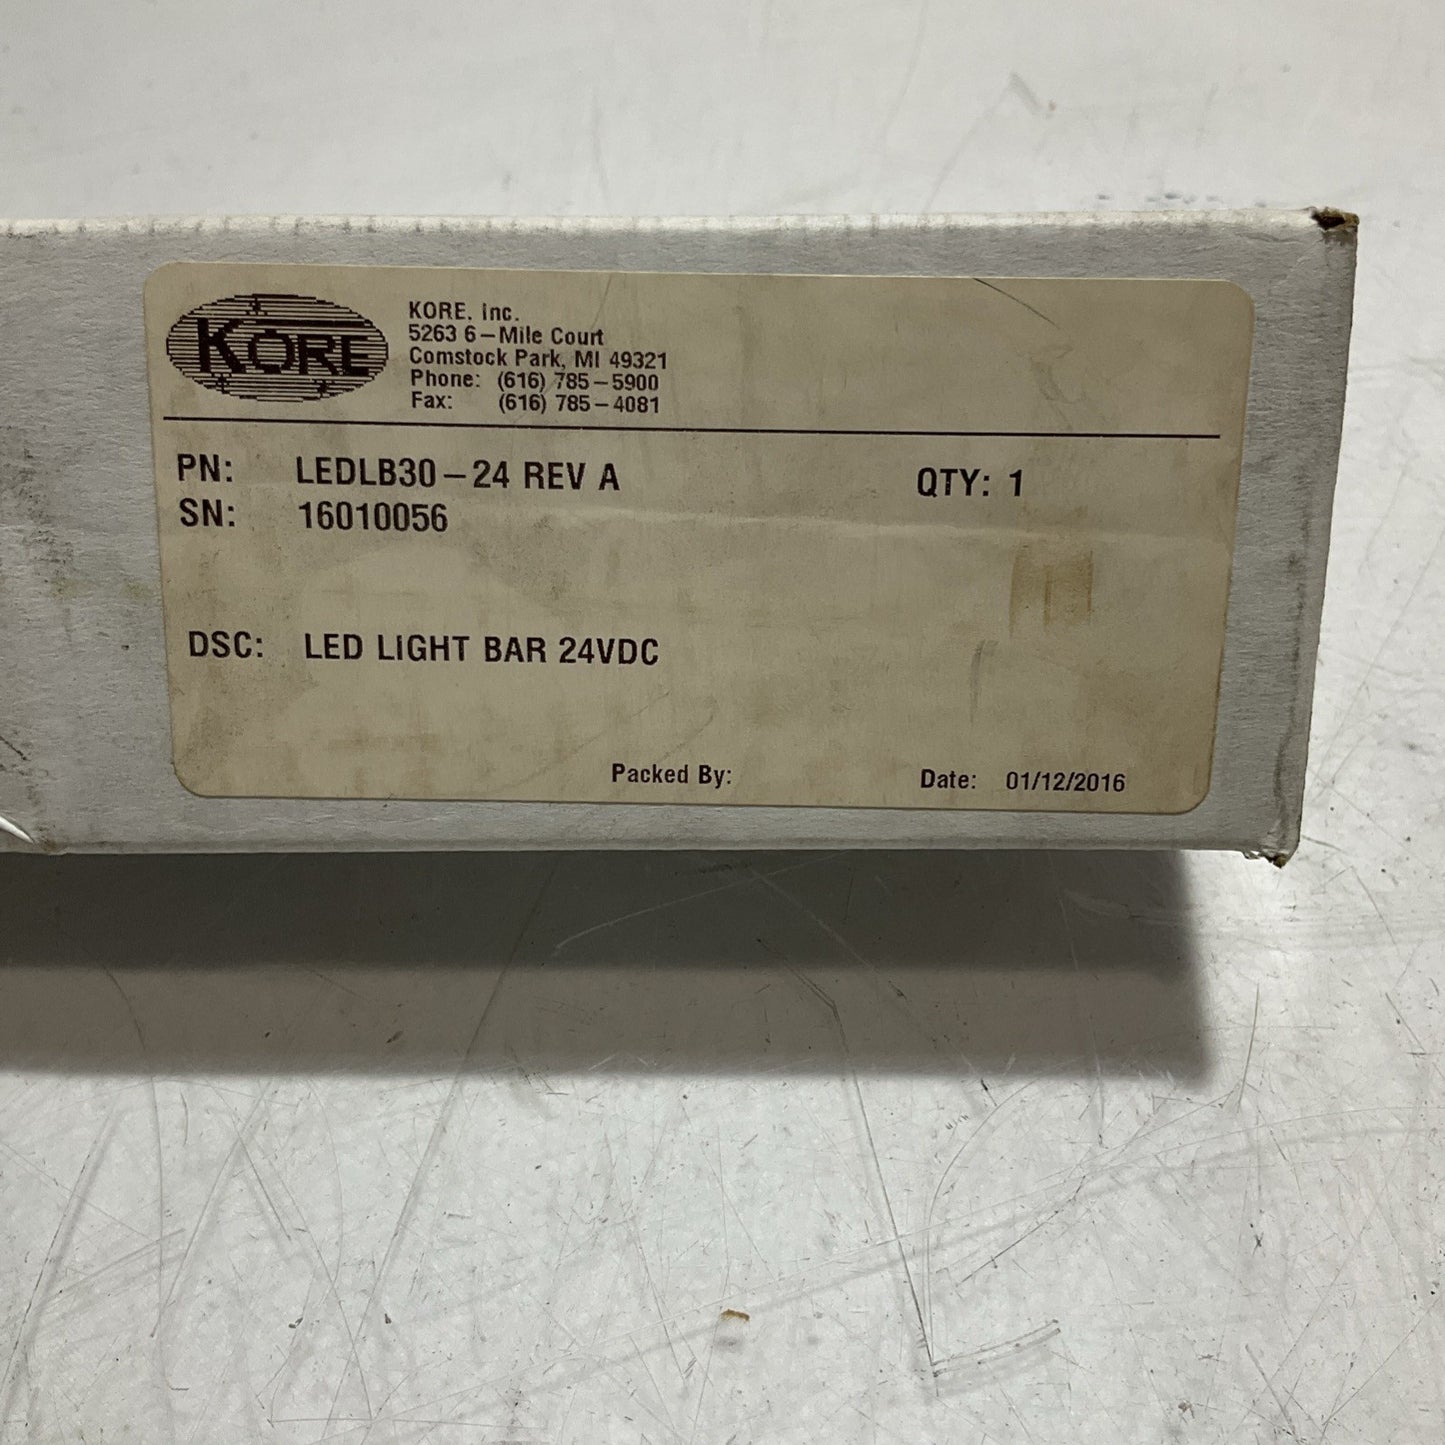 KORE
KORE. Inc.
5263 6-Mile Court
Comstock Park, MI 49321
Phone: (616) 785-5900
Fax: (616) 785-4081
PN: LEDLB30-24 REV A QTY: 1
SN: 16010056
DSC: LED LIGHT BAR 24VDC
Packed By: Date: 01/12/2016